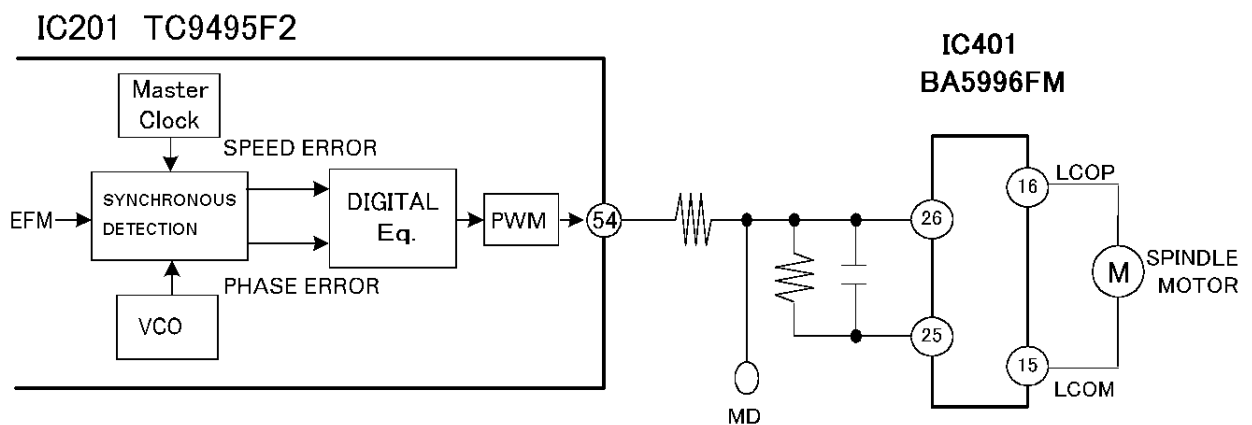 IC201 TC9495F2
IC401
BA5996FM
Master
Clock
SPEED ERROR
EFM
SYNCHRONOUS
DETECTION
DIGITAL
Eq.
PWM
54
PHASE ERROR
VCO
MD
26
25
16
15
LCOP
LCOM
M
SPINDLE
MOTOR